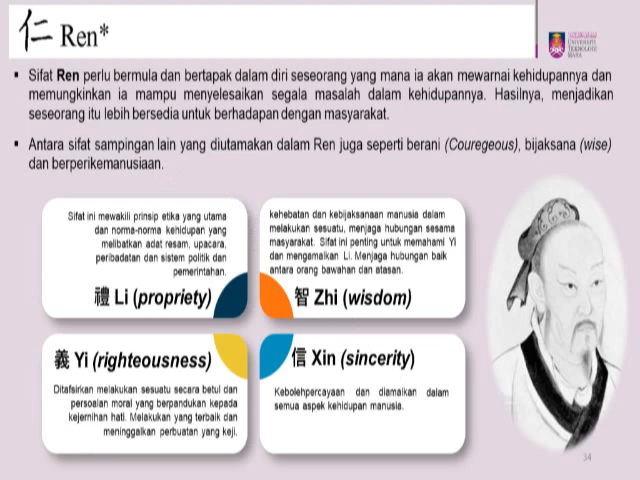 仁 Ren*
UNIVERSITI
TEKNOLOGI
MARA
▪ Sifat Ren perlu bermula dan bertapak dalam diri seseorang yang mana ia akan mewarnai kehidupannya dan
memungkinkan ia mampu menyelesaikan segala masalah dalam kehidupannya. Hasilnya, menjadikan
seseorang itu lebih bersedia untuk berhadapan dengan masyarakat.
▪ Antara sifat sampingan lain yang diutamakan dalam Ren juga seperti berani (Couregeous), bijaksana (wise)
dan berperikemanusiaan.
Sifat ini mewakili prinsip etika yang utama
dan norma-norma kehidupan yang
melibatkan adat resam, upacara,
peribadatan dan sistem politik dan
pemerintahan.
禮 Li (propriety)
kehebatan dan kebijaksanaan manusia dalam
melakukan sesuatu, menjaga hubungan sesama
masyarakat. Sifat ini penting untuk memahami Yi
dan mengamalkan Li. Menjaga hubungan baik
antara orang bawahan dan atasan.
智 Zhi (wisdom)
義 Yi (righteousness)
Ditafsirkan melakukan sesuatu secara betul dan
persoalan moral yang berpandukan kepada
kejernihan hati. Melakukan yang terbaik dan
meninggalkan perbuatan yang keji.
信 Xin (sincerity)
Kebolehpercayaan dan diamalkan dalam
semua aspek kehidupan manusia.
34